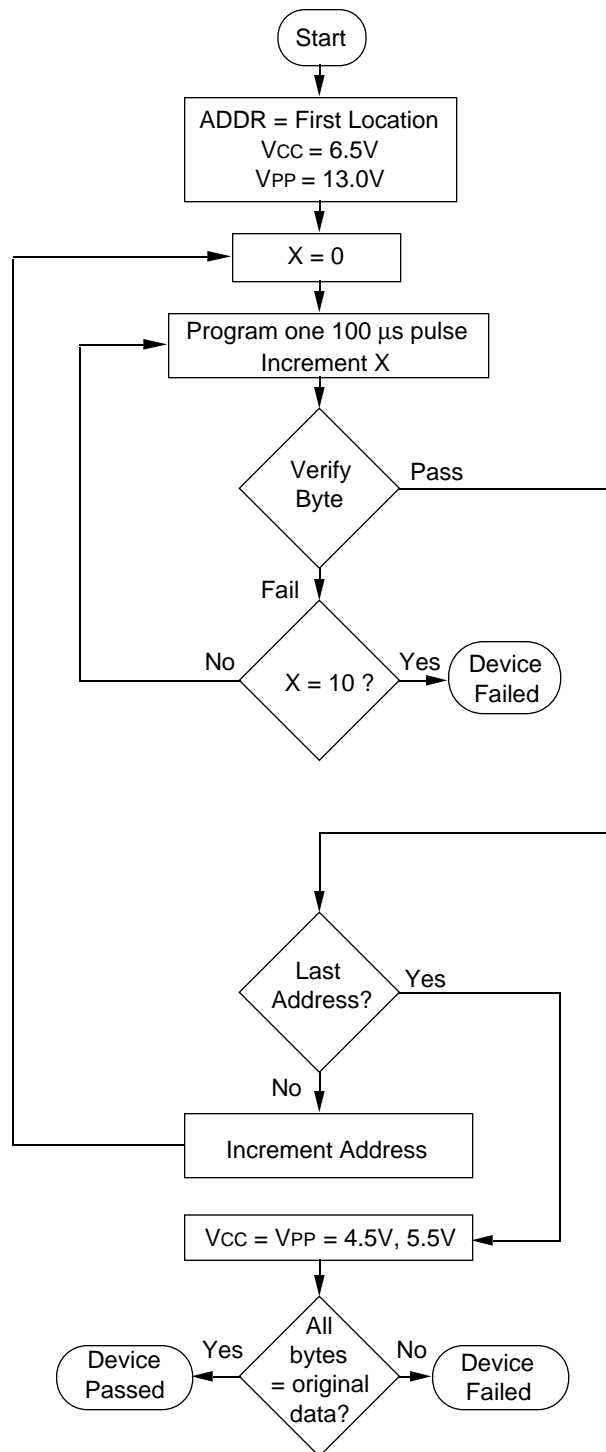 Start
ADDR = First Location
VCC = 6.5V
VPP = 13.0V
X = 0
Program one 100 μs pulse
Increment X
Verify
Byte
Pass
Fail
No
X = 10 ?
Yes
Device
Failed
Last
Address?
Yes
No
Increment Address
VCC = VPP = 4.5V, 5.5V
Device
Passed
Yes
All
bytes
= original
data?
No
Device
Failed